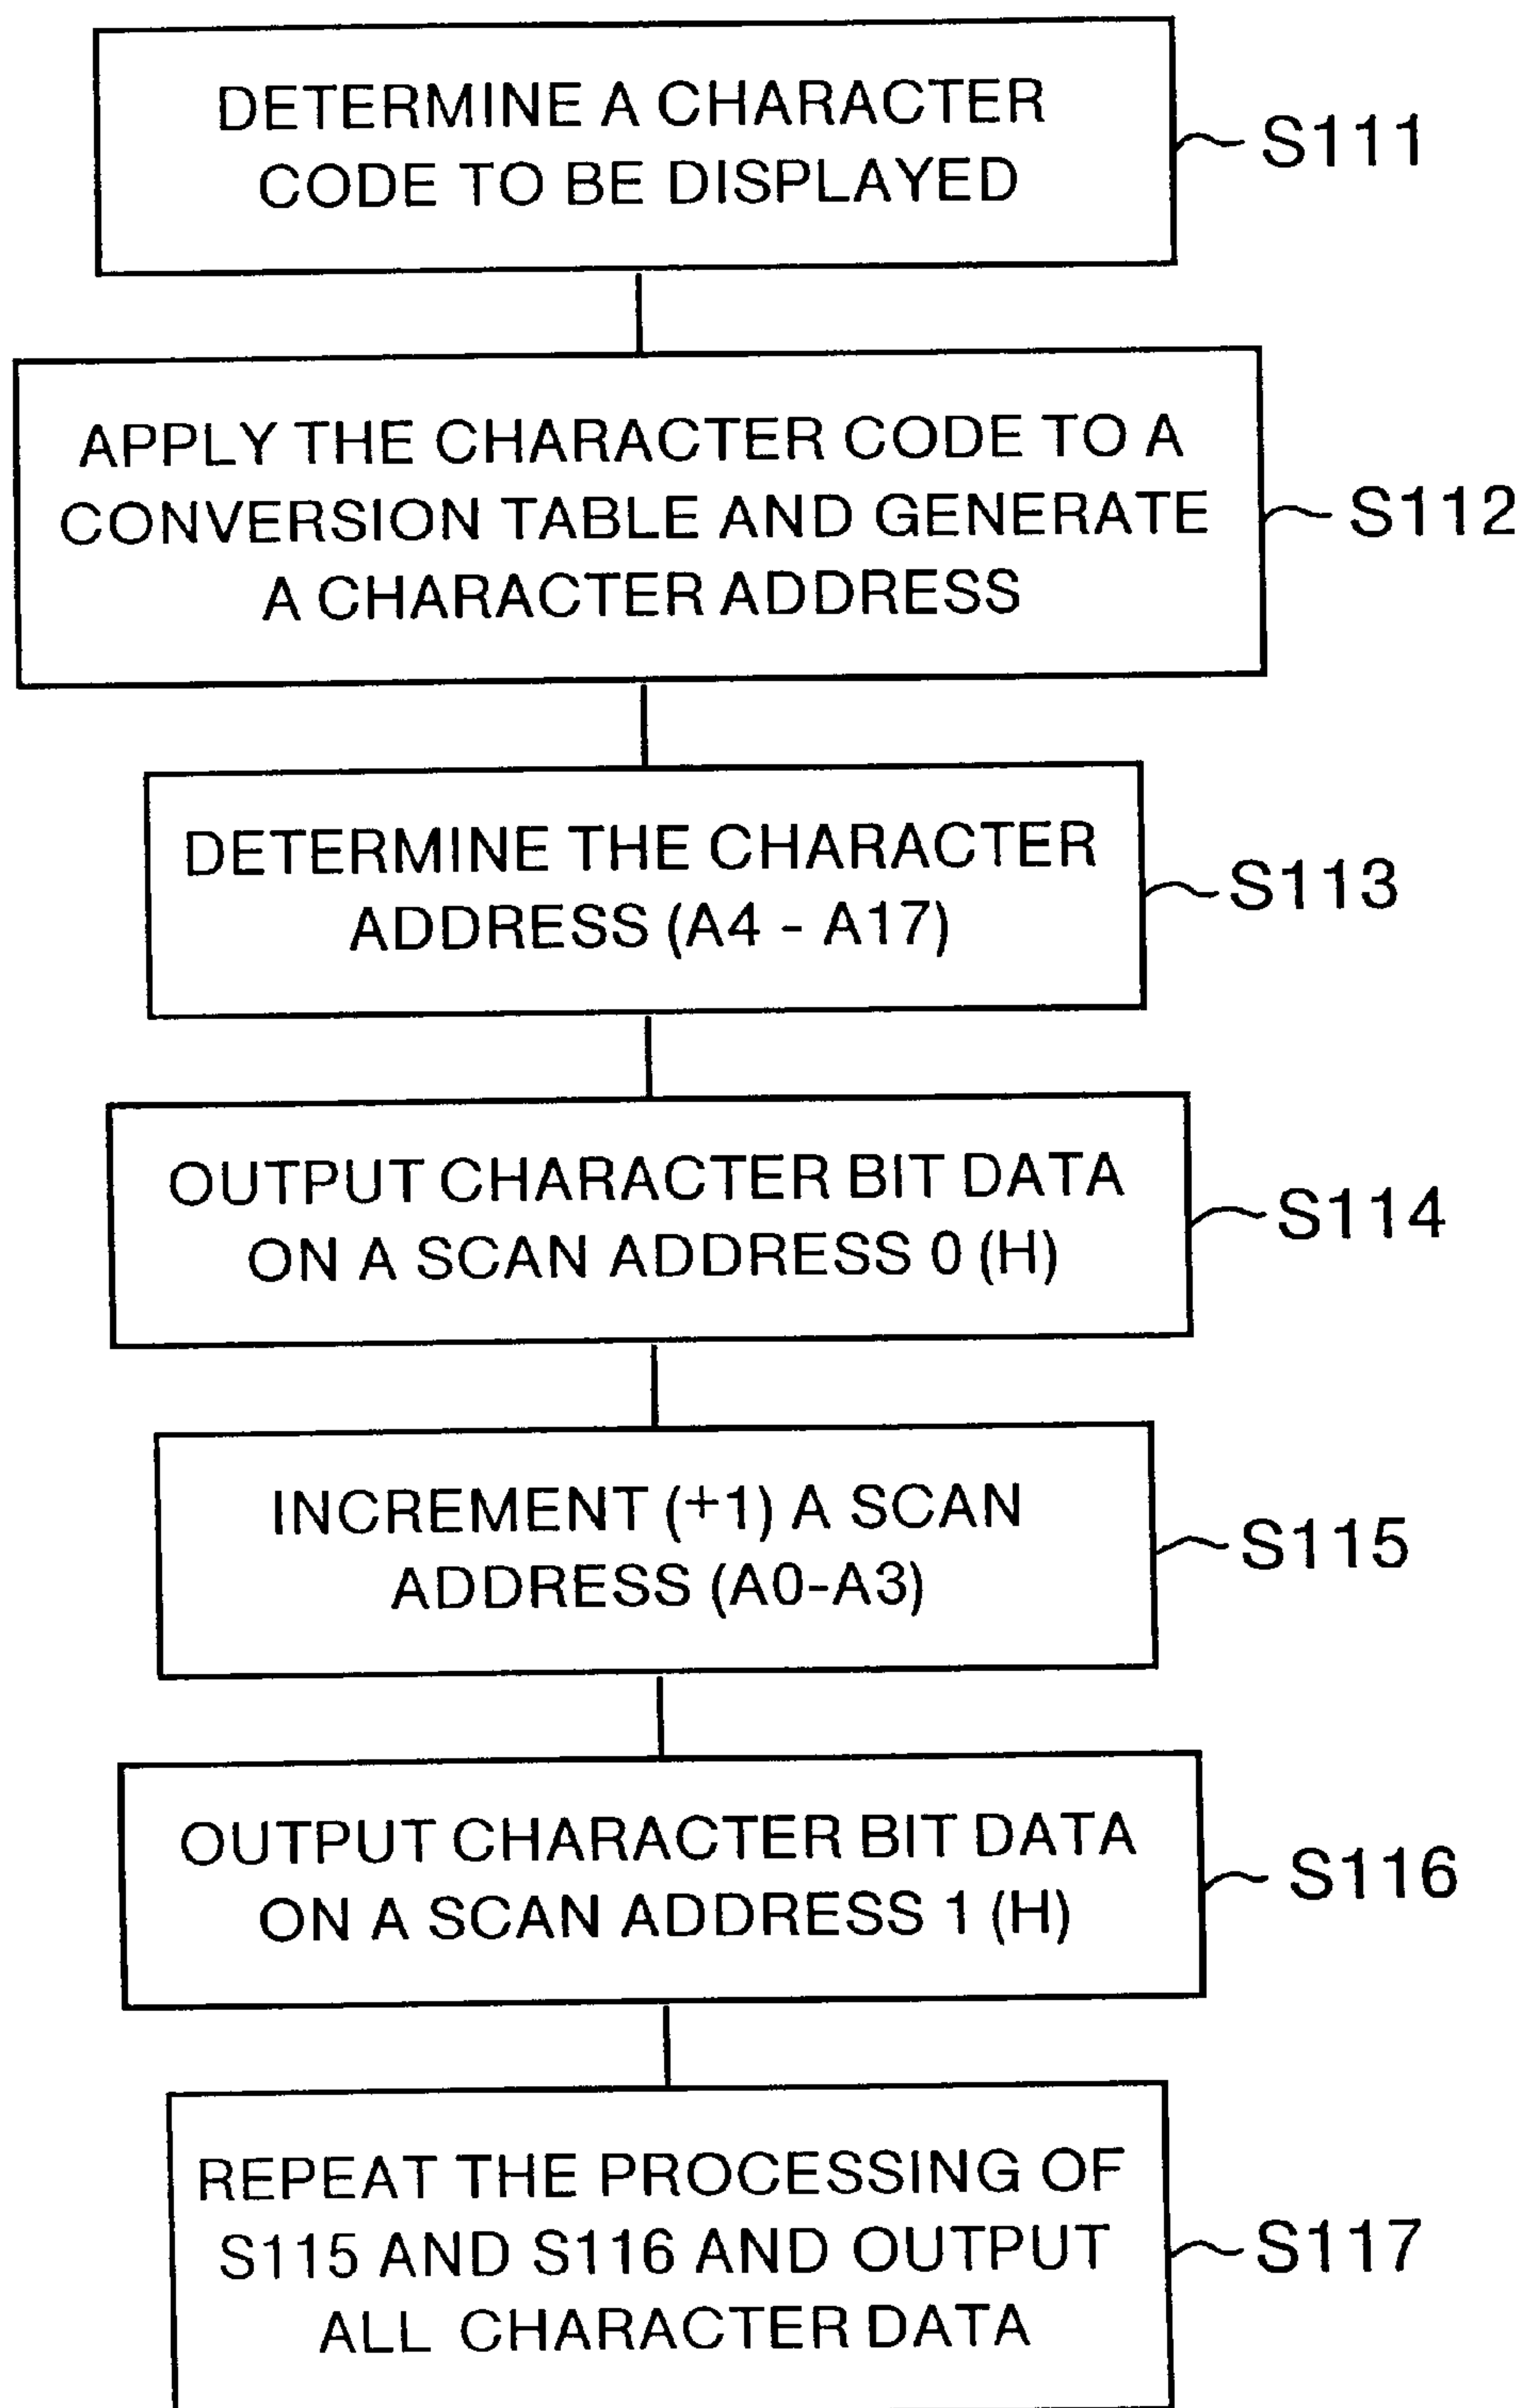 DETERMINE A CHARACTER
CODE TO BE DISPLAYED
S111
APPLY THE CHARACTER CODE TO A
CONVERSION TABLE AND GENERATE
A CHARACTER ADDRESS
S112
DETERMINE THE CHARACTER
ADDRESS (A4 - A17)
S113
OUTPUT CHARACTER BIT DATA
ON A SCAN ADDRESS 0 (H)
S114
INCREMENT (+1) A SCAN
ADDRESS (A0-A3)
S115
OUTPUT CHARACTER BIT DATA
ON A SCAN ADDRESS 1 (H)
S116
REPEAT THE PROCESSING OF
S115 AND S116 AND OUTPUT
ALL CHARACTER DATA
S117